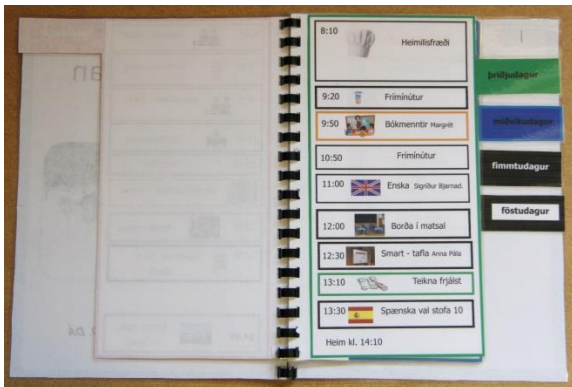 8:10 Heimilisfræði
9:20 Frímínútur
9:50 Bókmenntir Margrét
10:50 Frímínútur
11:00 Enska Sigríður Bjarnad.
12:00 Borða í matsal
12:30 Smart - tafla Anna Pála
13:10 Teikna frjálst
13:30 Spænska val stofa 10
Heim kl. 14:10
þriðjudagur
miðvikudagur
fimmtudagur
föstudagur